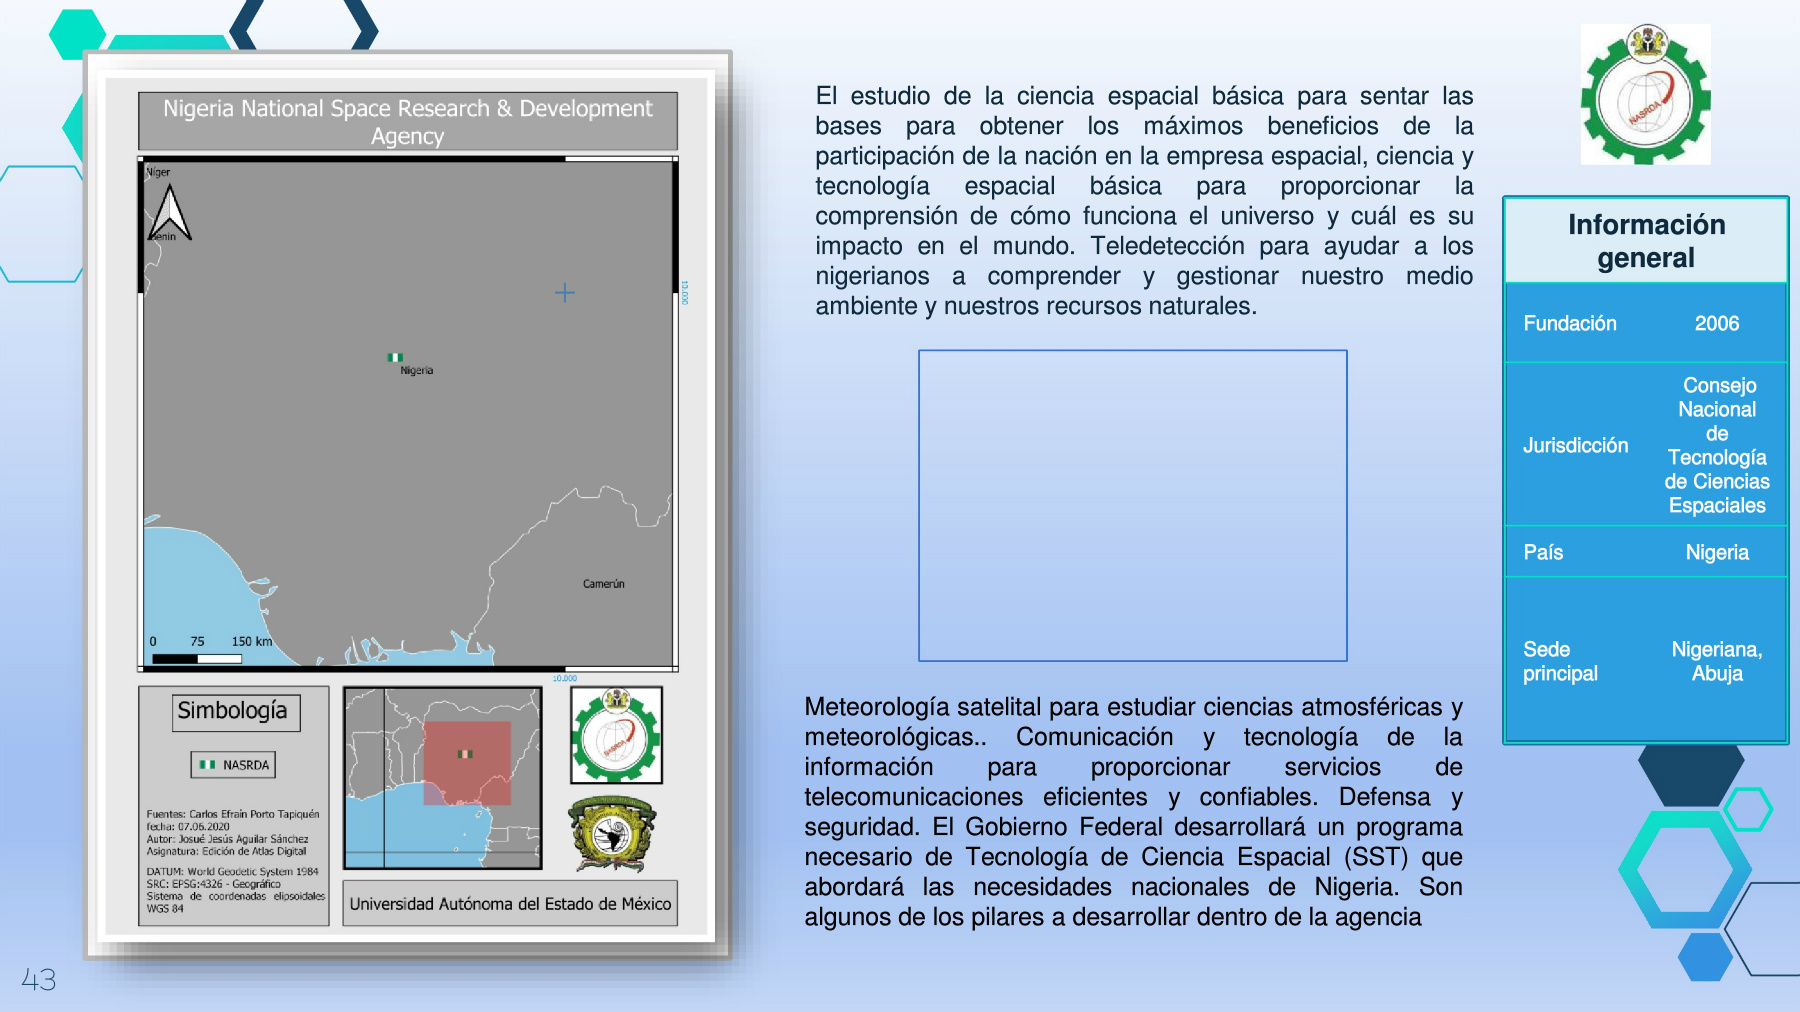 Nigeria National Space Research & Development
Agency
Niger
Benin
10.000
Nigeria
Camerún
0 75 150 km
10.000
Simbología
NASRDA
Fuentes: Carlos Efraín Porto Tapiquén
fecha: 07.06.2020
Autor: Josué Jesús Aguilar Sánchez
Asignatura: Edición de Atlas Digital
DATUM: World Geodetic System 1984
SRC: EPSG:4326 - Geográfico
Sistema de coordenadas elipsoidales
WGS 84
NASRDA
Universidad Autónoma del Estado de México
El estudio de la ciencia espacial básica para sentar las
bases para obtener los máximos beneficios de la
participación de la nación en la empresa espacial, ciencia y
tecnología espacial básica para proporcionar la
comprensión de cómo funciona el universo y cuál es su
impacto en el mundo. Teledetección para ayudar a los
nigerianos a comprender y gestionar nuestro medio
ambiente y nuestros recursos naturales.
Meteorología satelital para estudiar ciencias atmosféricas y
meteorológicas.. Comunicación y tecnología de la
información para proporcionar servicios de
telecomunicaciones eficientes y confiables. Defensa y
seguridad. El Gobierno Federal desarrollará un programa
necesario de Tecnología de Ciencia Espacial (SST) que
abordará las necesidades nacionales de Nigeria. Son
algunos de los pilares a desarrollar dentro de la agencia
NASRDA
Información
general
Fundación 2006
Jurisdicción Consejo
Nacional
de
Tecnología
de Ciencias
Espaciales
País Nigeria
Sede Nigeriana,
principal Abuja
43